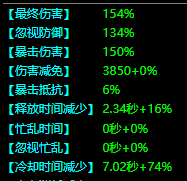 【最终伤害】 154%
【忽视防御】 134%
【暴击伤害】 150%
【伤害减免】 3850+0%
【暴击抵抗】 6%
【释放时间减少】 2.34秒+16%
【忙乱时间】 0秒+0%
【忽视忙乱】 0秒+0%
【冷却时间减少】 7.02秒+74%